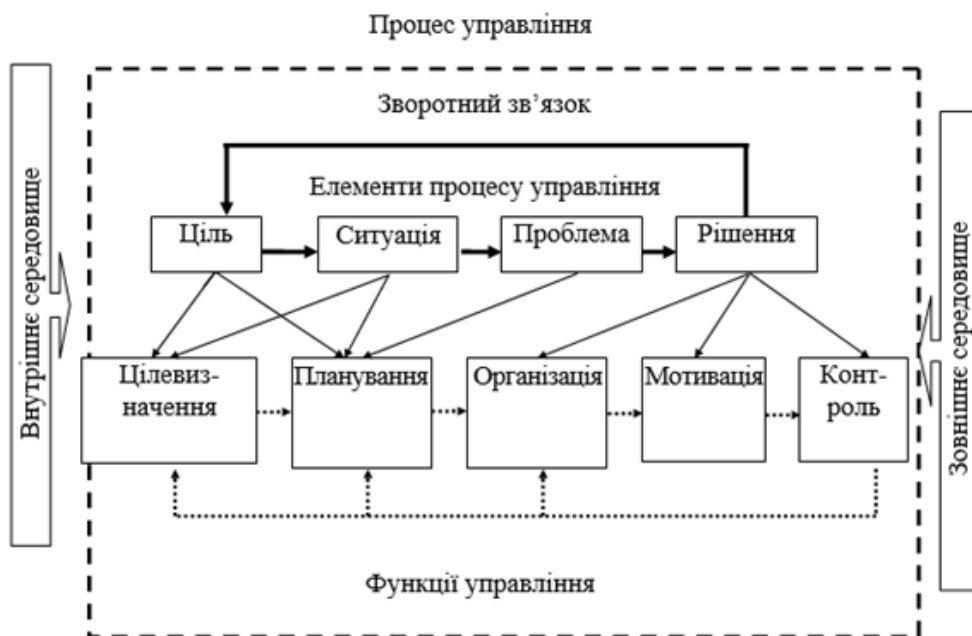 Процес управління
Внутрішнє середовище
Зворотний зв’язок
Елементи процесу управління
Ціль
Ситуація
Проблема
Рішення
Цілевиз-
значення
Планування
Організація
Мотивація
Конт-
роль
Функції управління
Зовнішнє середовище